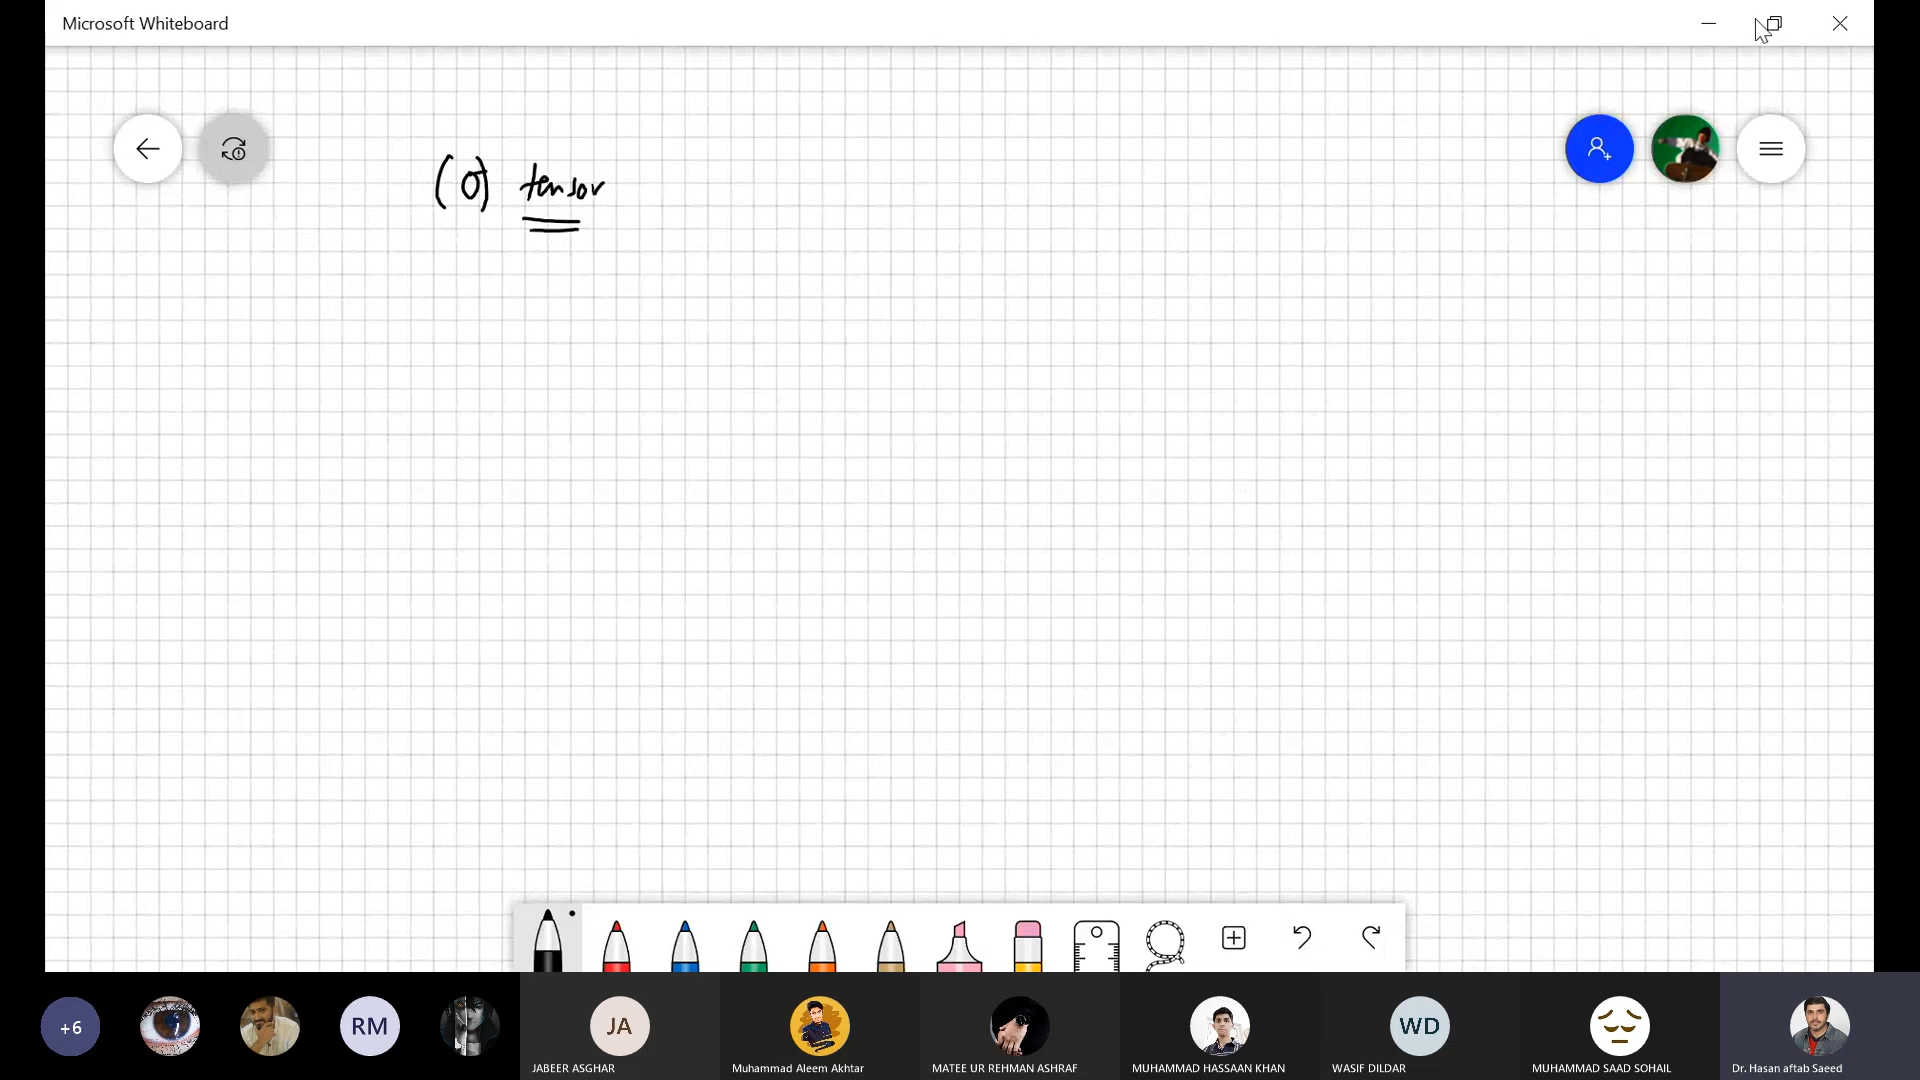 Microsoft Whiteboard
(σ) tensor
+6
RM
JA
WD
JABEER ASGHAR
Muhammad Aleem Akhtar
MATEE UR REHMAN ASHRAF
MUHAMMAD HASSAAN KHAN
WASIF DILDAR
MUHAMMAD SAAD SOHAIL
Dr. Hasan aftab Saeed